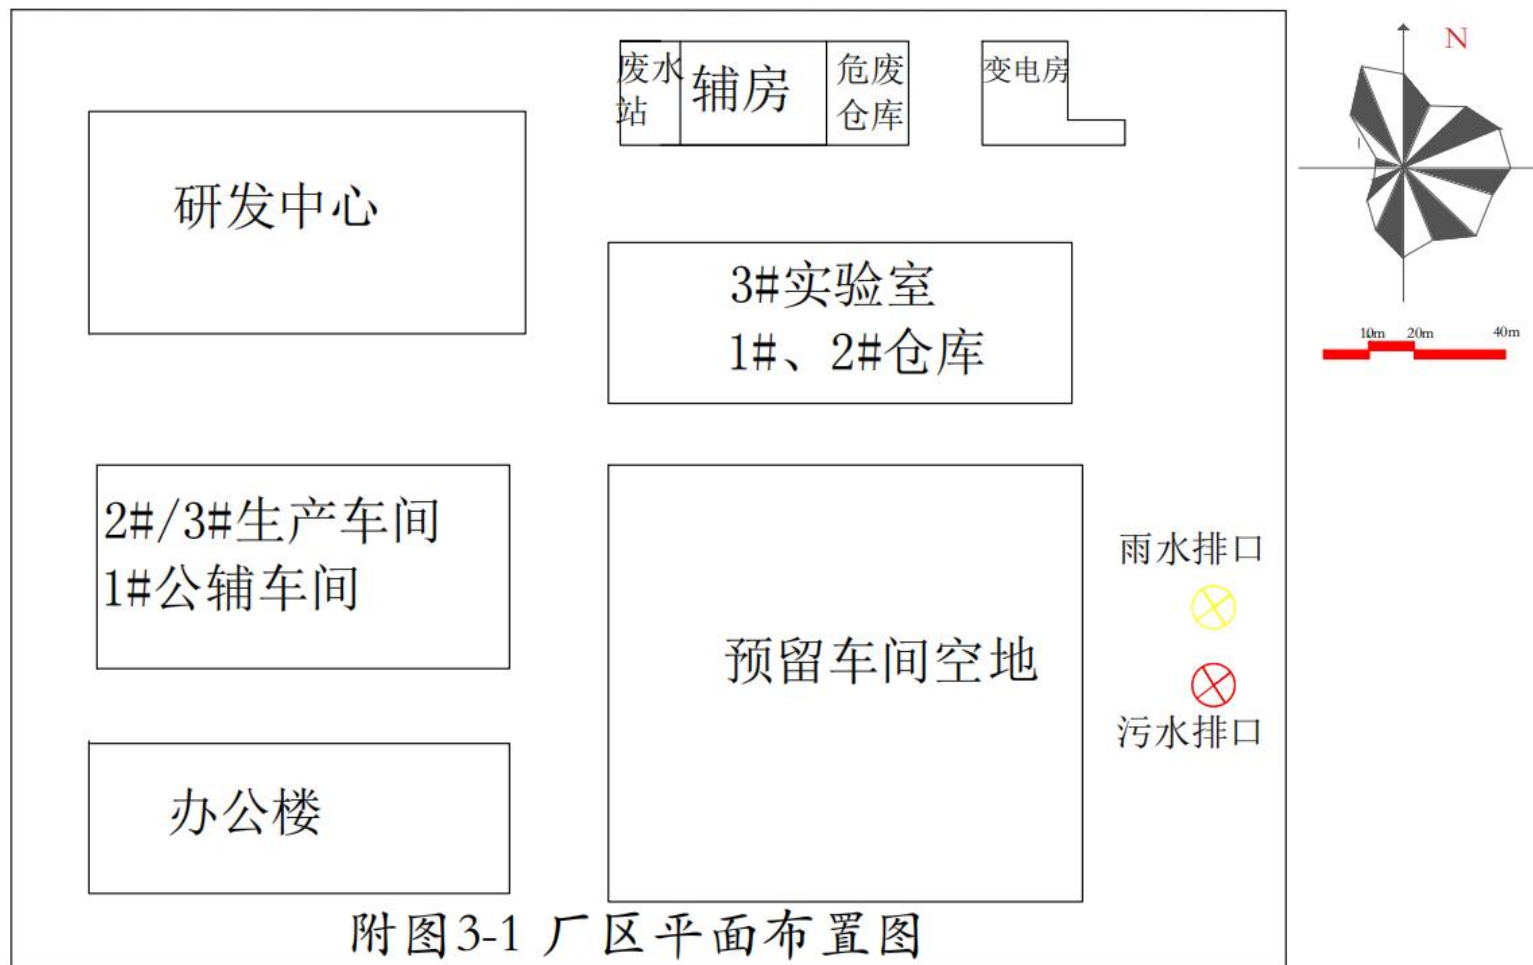 N
废水
站
辅房
危废
仓库
变电房
研发中心
3#实验室
1#、2#仓库
10m 20m 40m
2#/3#生产车间
1#公辅车间
雨水排口
预留车间空地
污水排口
办公楼
附图3-1 厂区平面布置图